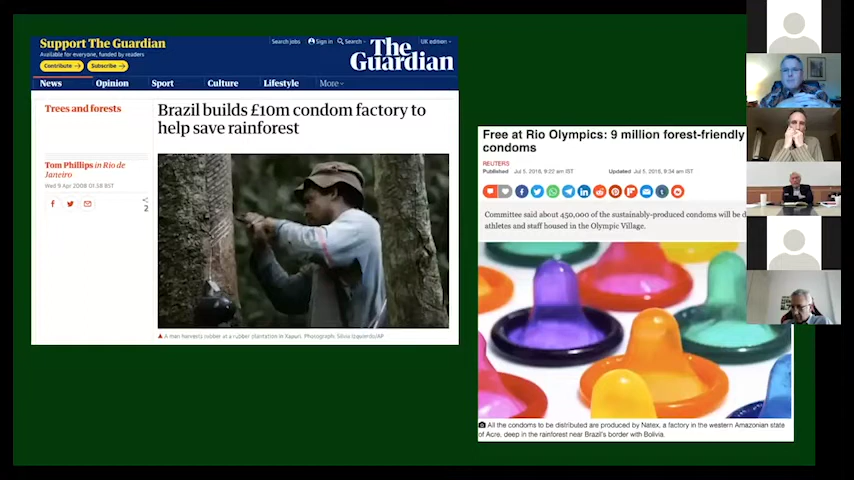 Support The Guardian
Available for everyone, funded by readers
Contribute → Subscribe →
Search jobs Sign in Search UK edition
The Guardian
News Opinion Sport Culture Lifestyle More
Trees and forests
Brazil builds £10m condom factory to
help save rainforest
Tom Phillips in Rio de
Janeiro
Wed 9 Apr 2008 01.58 BST
2
A man harvests rubber at a rubber plantation in Xapuri. Photograph: Silvia Izquierdo/AP
Free at Rio Olympics: 9 million forest-friendly
condoms
REUTERS
Published Jul 5, 2016, 9:22 am IST Updated Jul 5, 2016, 9:34 am IST
Committee said about 450,000 of the sustainably-produced condoms will be d
athletes and staff housed in the Olympic Village.
All the condoms to be distributed are produced by Natex, a factory in the western Amazonian state
of Acre, deep in the rainforest near Brazil's border with Bolivia.